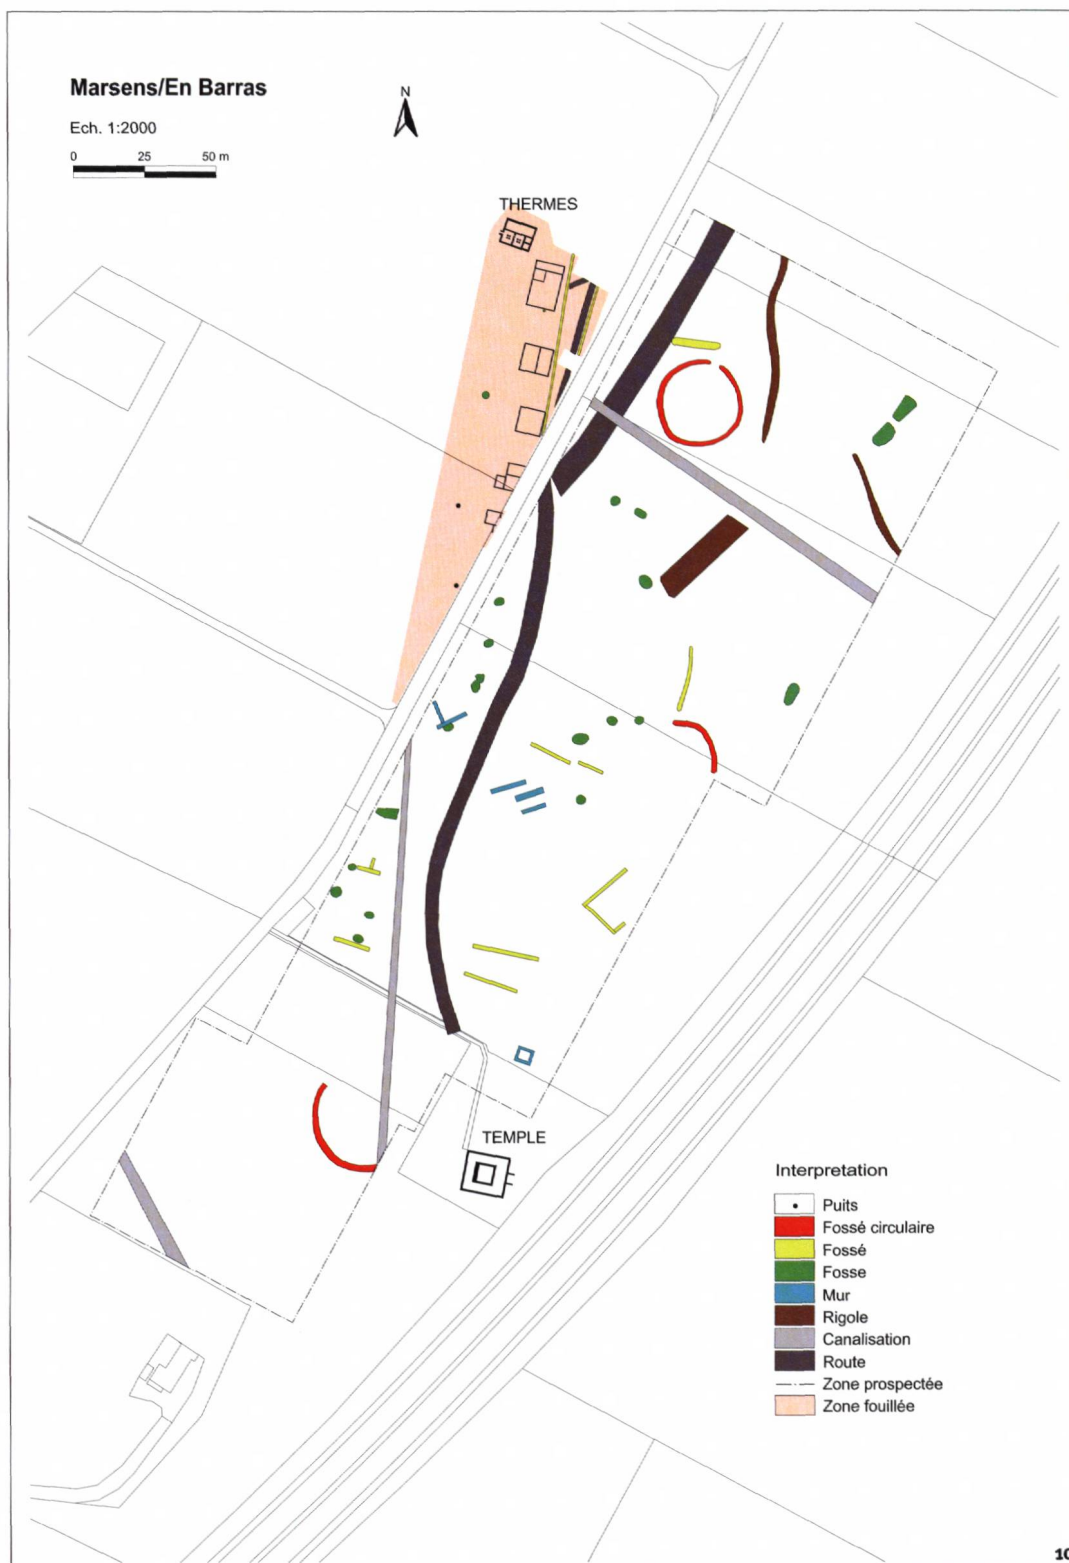 Marsens/En Barras
Ech. 1:2000
0 25 50 m
N
THERMES
TEMPLE
Interpretation
Puits
Fossé circulaire
Fossé
Fosse
Mur
Rigole
Canalisation
Route
Zone prospectée
Zone fouillée
10